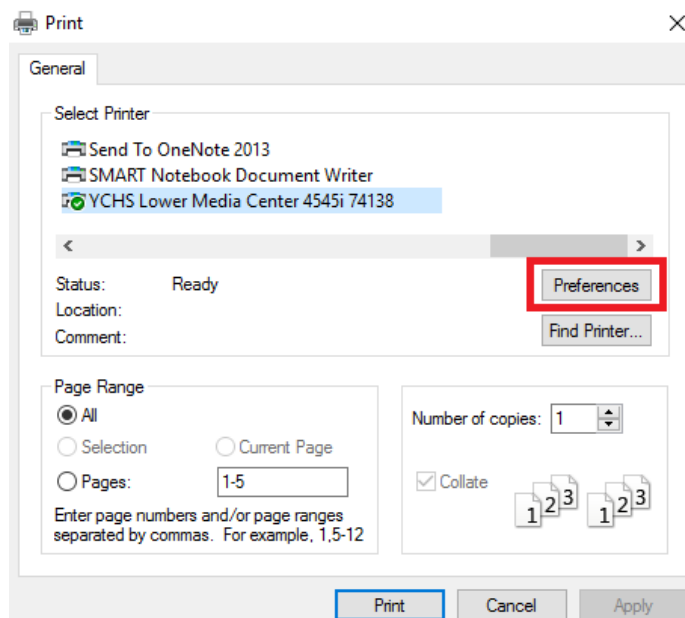 Print
General
Select Printer
Send To OneNote 2013
SMART Notebook Document Writer
YCHS Lower Media Center 4545i 74138
Status: Ready
Preferences
Location:
Comment:
Find Printer...
Page Range
All
Selection Current Page
Pages: 1-5
Enter page numbers and/or page ranges
separated by commas. For example, 1,5-12
Number of copies: 1
Collate
1 2 3 1 2 3
Print Cancel Apply